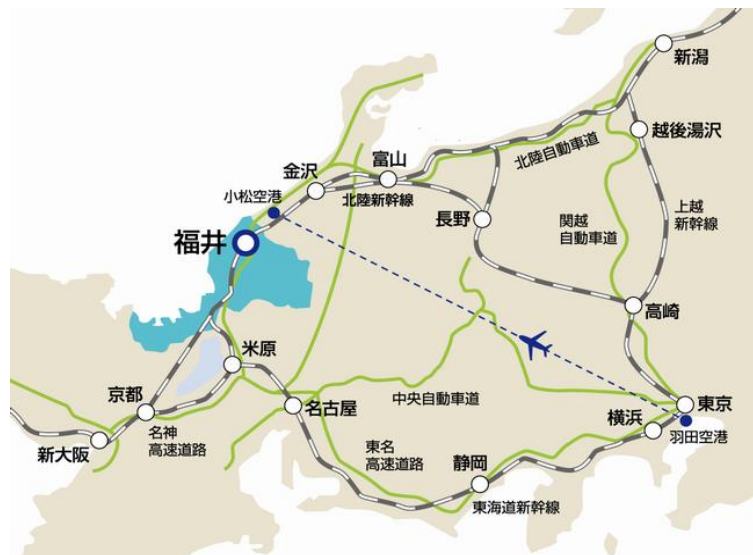 新潟
越後湯沢
北陸自動車道
富山
金沢
小松空港
北陸新幹線
上越
新幹線
長野
関越
自動車道
福井
高崎
米原
中央自動車道
京都
名古屋
東京
横浜
羽田空港
名神
高速道路
新大阪
東名
高速道路
静岡
東海道新幹線